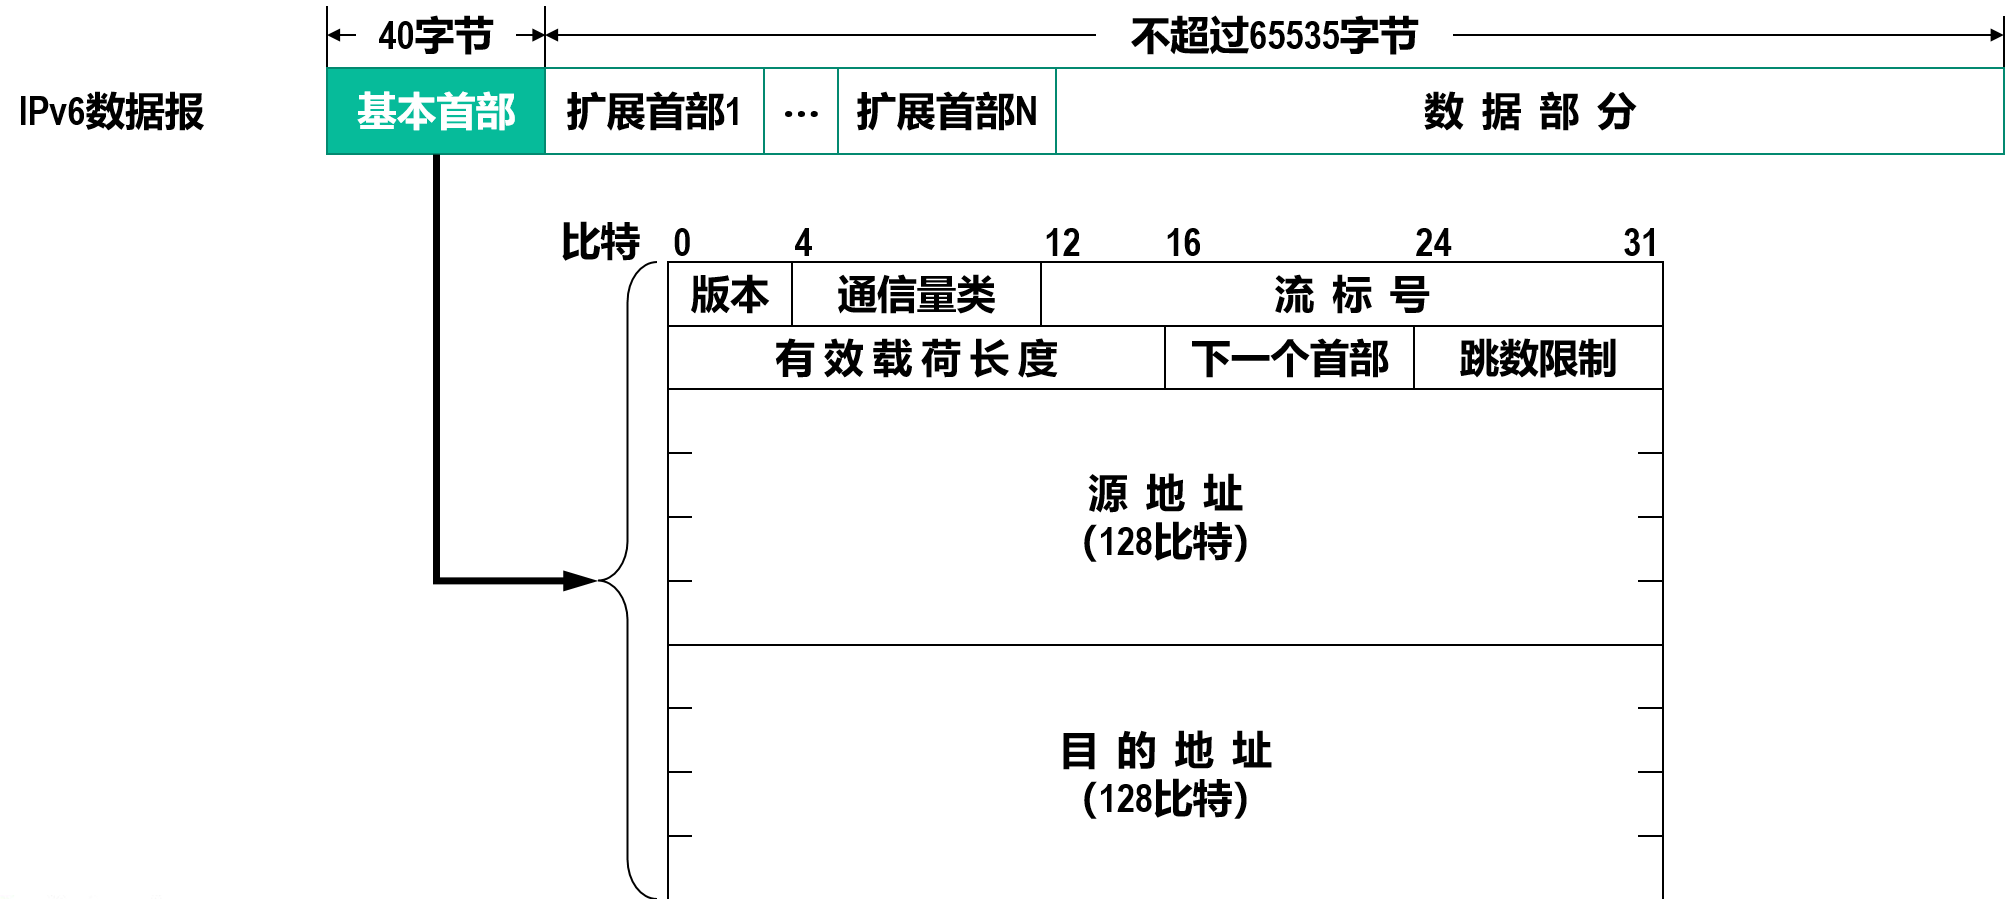 40字节 不超过65535字节
IPv6数据报 基本首部 扩展首部1 … 扩展首部N 数据部分
比特 0 4 12 16 24 31
版本 通信量类 流标号
有效载荷长度 下一个首部 跳数限制
源地址
(128比特)
目的地址
(128比特)